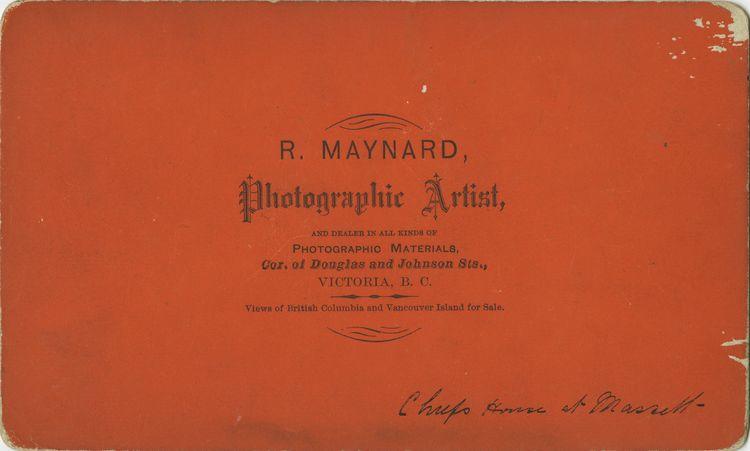 R. MAYNARD,
Photographic Artist,
AND DEALER IN ALL KINDS OF
PHOTOGRAPHIC MATERIALS,
Cor. of Douglas and Johnson Sts.,
VICTORIA, B. C.
Views of British Columbia and Vancouver Island for Sale.
Chiefs House at Massett